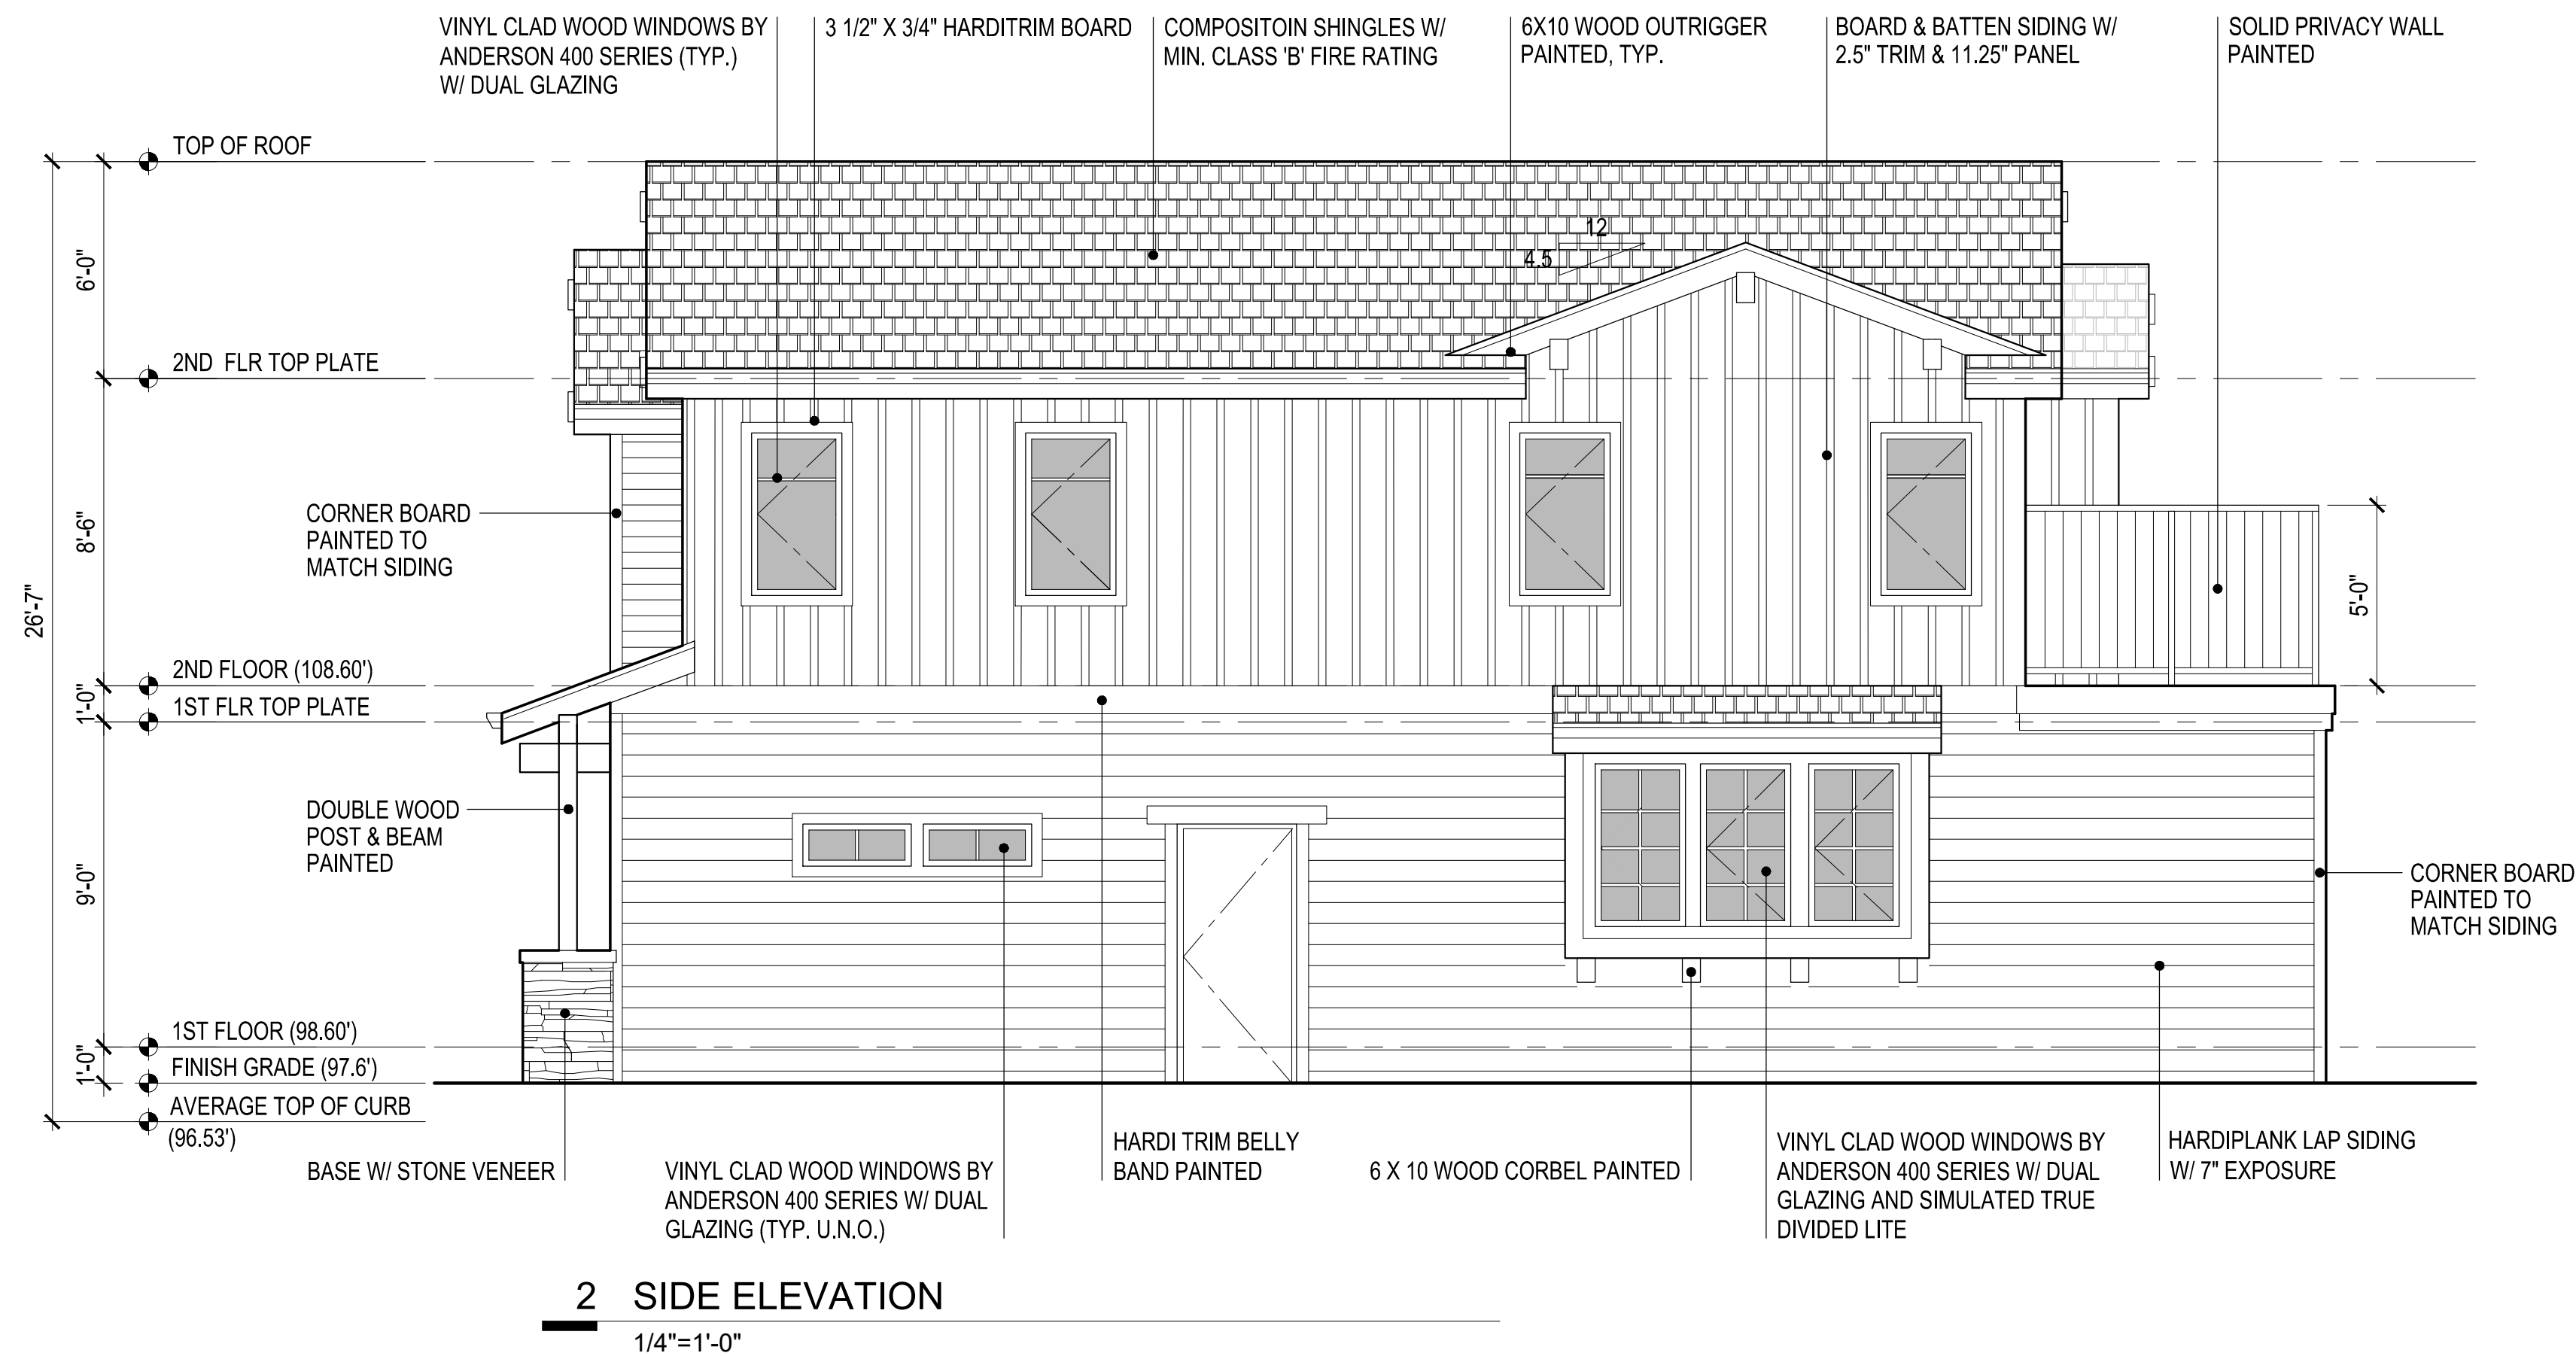 VINYL CLAD WOOD WINDOWS BY
ANDERSON 400 SERIES (TYP.)
W/ DUAL GLAZING
3 1/2" X 3/4" HARDITRIM BOARD
COMPOSITOIN SHINGLES W/
MIN. CLASS 'B' FIRE RATING
6X10 WOOD OUTRIGGER
PAINTED, TYP.
BOARD & BATTEN SIDING W/
2.5" TRIM & 11.25" PANEL
SOLID PRIVACY WALL
PAINTED
TOP OF ROOF
6'-0"
12
4.5
2ND FLR TOP PLATE
8'-6"
CORNER BOARD
PAINTED TO
MATCH SIDING
26'-7"
5'-0"
2ND FLOOR (108.60')
1'-0"
1ST FLR TOP PLATE
DOUBLE WOOD
POST & BEAM
PAINTED
9'-0"
CORNER BOARD
PAINTED TO
MATCH SIDING
1ST FLOOR (98.60')
1'-0"
FINISH GRADE (97.6')
AVERAGE TOP OF CURB
(96.53')
BASE W/ STONE VENEER
VINYL CLAD WOOD WINDOWS BY
ANDERSON 400 SERIES W/ DUAL
GLAZING (TYP. U.N.O.)
HARDI TRIM BELLY
BAND PAINTED
6 X 10 WOOD CORBEL PAINTED
VINYL CLAD WOOD WINDOWS BY
ANDERSON 400 SERIES W/ DUAL
GLAZING AND SIMULATED TRUE
DIVIDED LITE
HARDIPLANK LAP SIDING
W/ 7" EXPOSURE
2 SIDE ELEVATION
1/4"=1'-0"